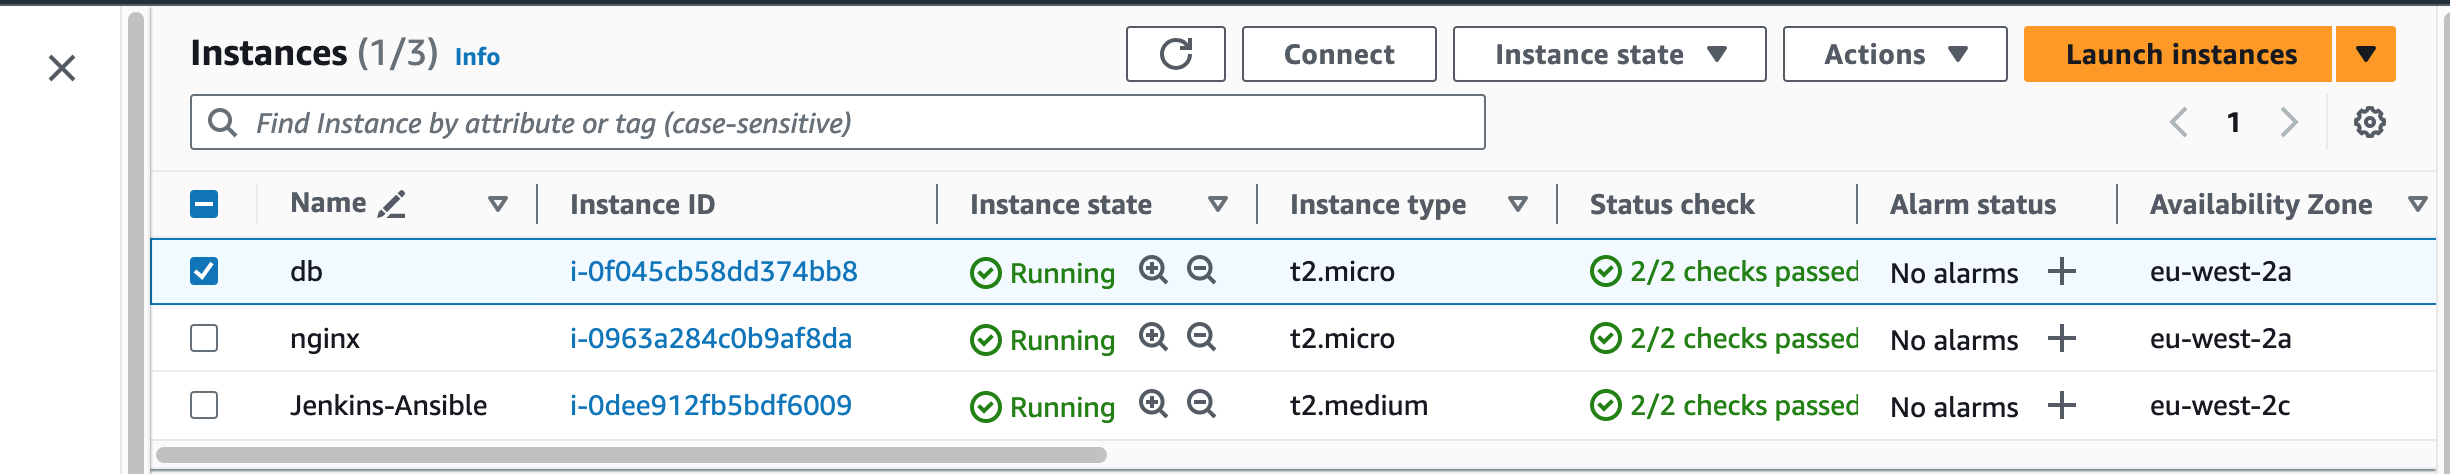 Instances (1/3) Info Connect Instance state Actions Launch instances
Find Instance by attribute or tag (case-sensitive) 1
Name Instance ID Instance state Instance type Status check Alarm status Availability Zone
db i-0f045cb58dd374bb8 Running t2.micro 2/2 checks passed No alarms eu-west-2a
nginx i-0963a284c0b9af8da Running t2.micro 2/2 checks passed No alarms eu-west-2a
Jenkins-Ansible i-0dee912fb5bdf6009 Running t2.medium 2/2 checks passed No alarms eu-west-2c